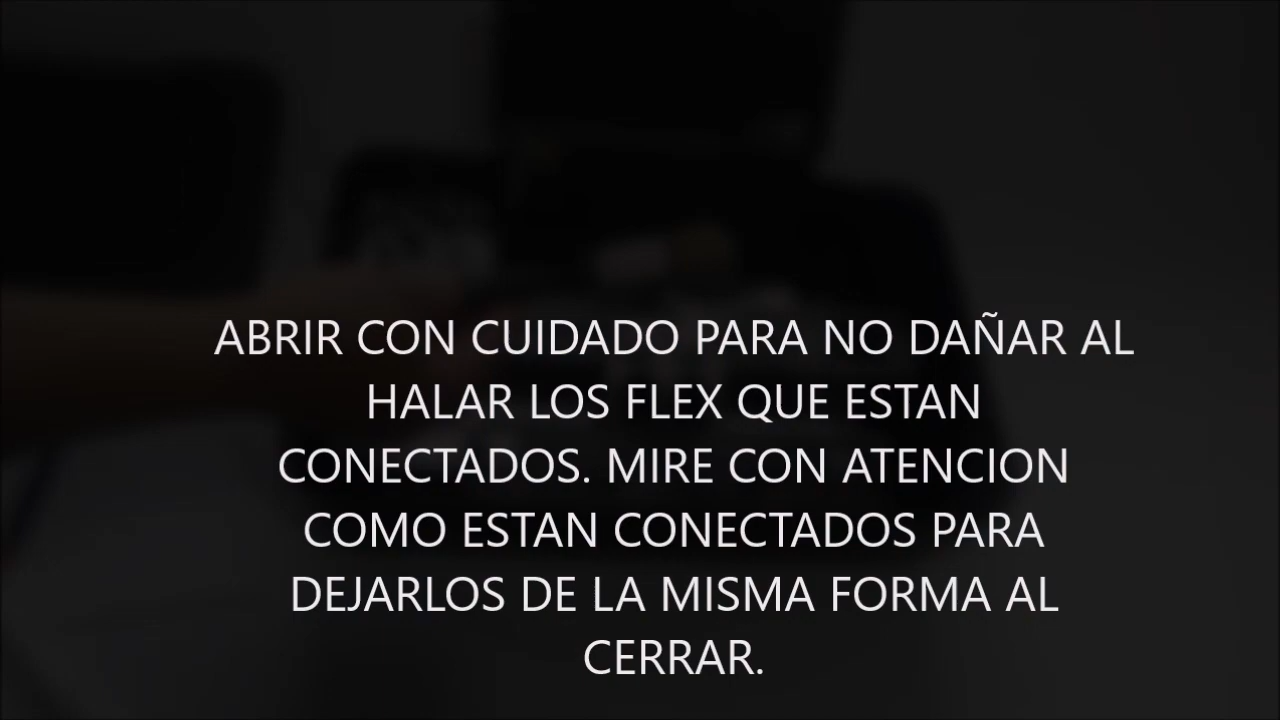 ABRIR CON CUIDADO PARA NO DAÑAR AL
HALAR LOS FLEX QUE ESTAN
CONECTADOS. MIRE CON ATENCION
COMO ESTAN CONECTADOS PARA
DEJARLOS DE LA MISMA FORMA AL
CERRAR.